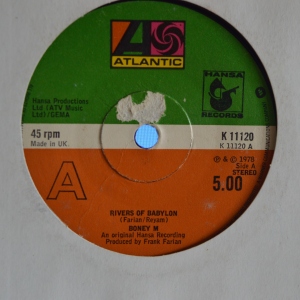 ATLANTIC
Hansa Productions
Ltd/ATV Music
Ltd/GEMA
HANSA
RECORDS
45 rpm
Made in UK.
K 11120
K 11120 A
A
℗ & © 1978
Side A
STEREO
5.00
RIVERS OF BABYLON
(Farian/Reyam)
BONEY M
An original Hansa Recording
Produced by Frank Farian